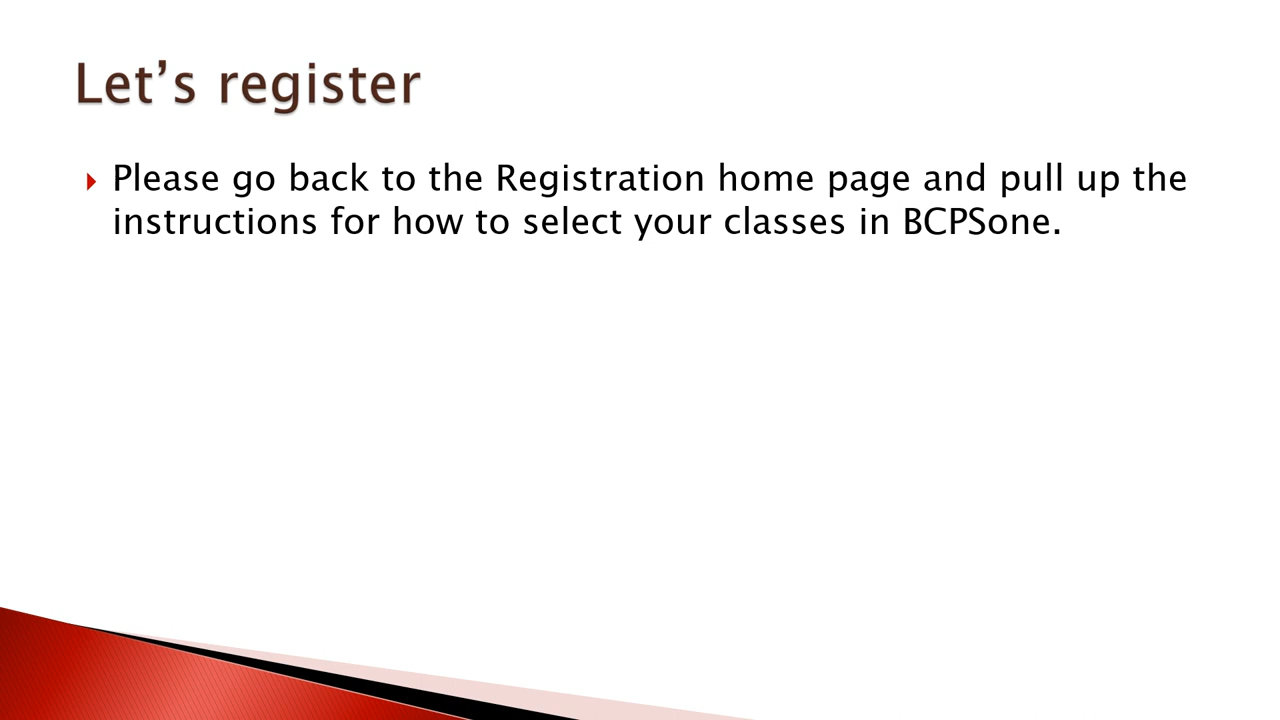 Let’s register
Please go back to the Registration home page and pull up the
instructions for how to select your classes in BCPSone.